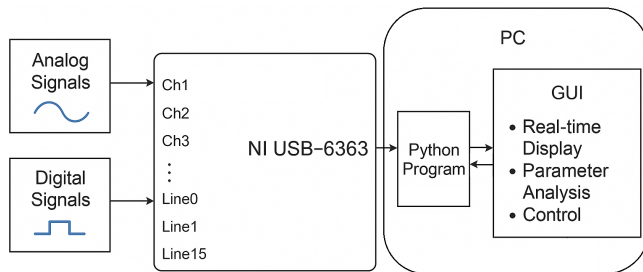 Analog
Signals
Digital
Signals
Ch1
Ch2
Ch3
Line0
Line1
Line15
NI USB-6363
PC
Python
Program
GUI
• Real-time
Display
• Parameter
Analysis
• Control